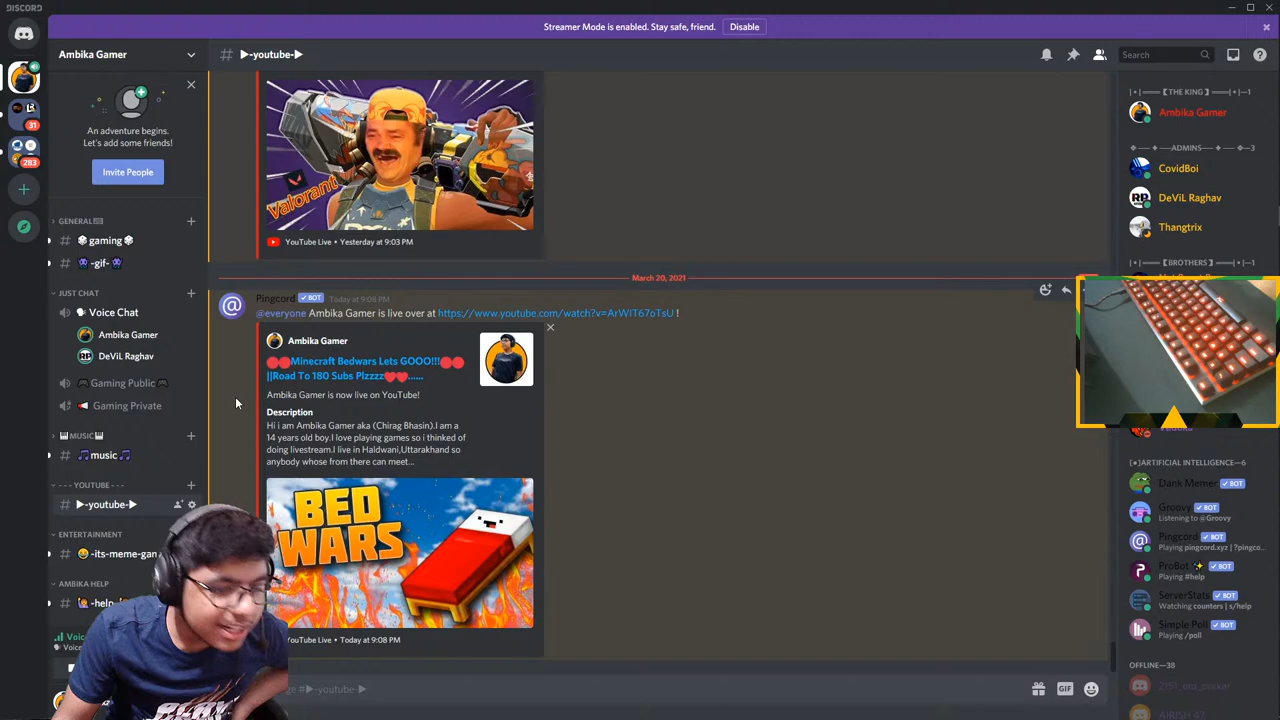 DISCORD
Streamer Mode is enabled. Stay safe, friend.
Disable
Ambika Gamer
# ▶-youtube-▶
Search
An adventure begins.
Let's add some friends!
Invite People
GENERAL
# gaming
# -gif-
JUST CHAT
Voice Chat
Ambika Gamer
DeViL Raghav
Gaming Public
Gaming Private
MUSIC
# music
- - - YOUTUBE - - -
# ▶-youtube-▶
ENTERTAINMENT
# -its-meme-gam
AMBIKA HELP
# -help
Voice
31
283
VALORANT
YouTube Live • Yesterday at 9:03 PM
March 20, 2021
Pingcord ✓ BOT Today at 9:08 PM
@everyone Ambika Gamer is live over at https://www.youtube.com/watch?v=ArWIT67oTsU !
Ambika Gamer
🔴🔴Minecraft Bedwars Lets GOOO!!!🔴🔴
||Road To 180 Subs Plzzzz❤❤......
Ambika Gamer is now live on YouTube!
Description
Hi i am Ambika Gamer aka (Chirag Bhasin).I am a
14 years old boy.I love playing games so i thinked of
doing livestream.I live in Haldwani,Uttarakhand so
anybody whose from there can meet...
BED
WARS
YouTube Live • Today at 9:08 PM
#▶-youtube-▶
GIF
THE KING
—1
Ambika Gamer
ADMINS
—3
CovidBoi
DeViL Raghav
Thangtrix
BROTHERS
—1
ARTIFICIAL INTELLIGENCE—6
Dank Memer ✓ BOT
Groovy ✓ BOT
Listening to @Groovy
Pingcord ✓ BOT
Playing pingcord.xyz | ?pingco...
ProBot ✨ ✓ BOT
Playing #help
ServerStats ✓ BOT
Watching counters | s/help
Simple Poll ✓ BOT
Playing /poll
OFFLINE—38